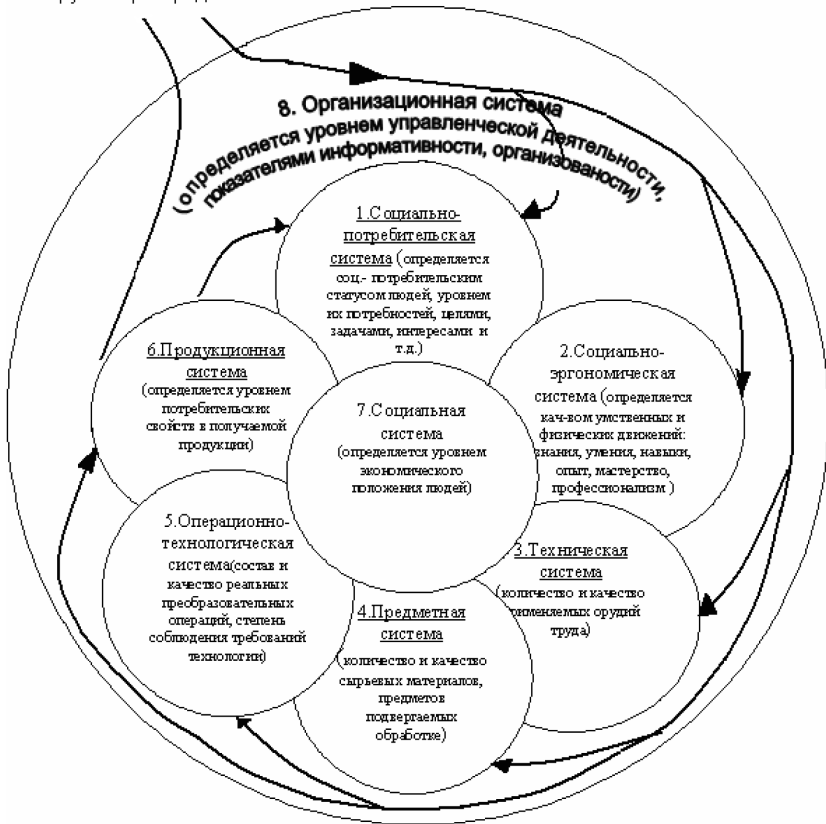 8. Организационная система
(определяется уровнем управленческой деятельности,
показателями информативности, организованости)
1.Социально-
потребительская
система (определяется
соц.- потребительским
статусом людей, уровнем
их потребностей, целями,
задачами, интересами и
т.д.)
2.Социально-
эргономическая
система (определяется
кач-вом умственных и
физических движений:
знания, умения, навыки,
опыт, мастерство,
профессионализм )
3.Техническая
система
(количество и качество
применяемых орудий
труда)
4.Предметная
система
(количество и качество
сырьевых материалов,
предметов
подвергаемых
обработке)
5.Операционно-
технологическая
система(состав и
качество реальных
преобразовательных
операций, степень
соблюдения требований
технологии)
6.Продукционная
система
(определяется уровнем
потребительских
свойств в получаемой
продукции)
7.Социальная
система
(определяется уровнем
экономического
положения людей)